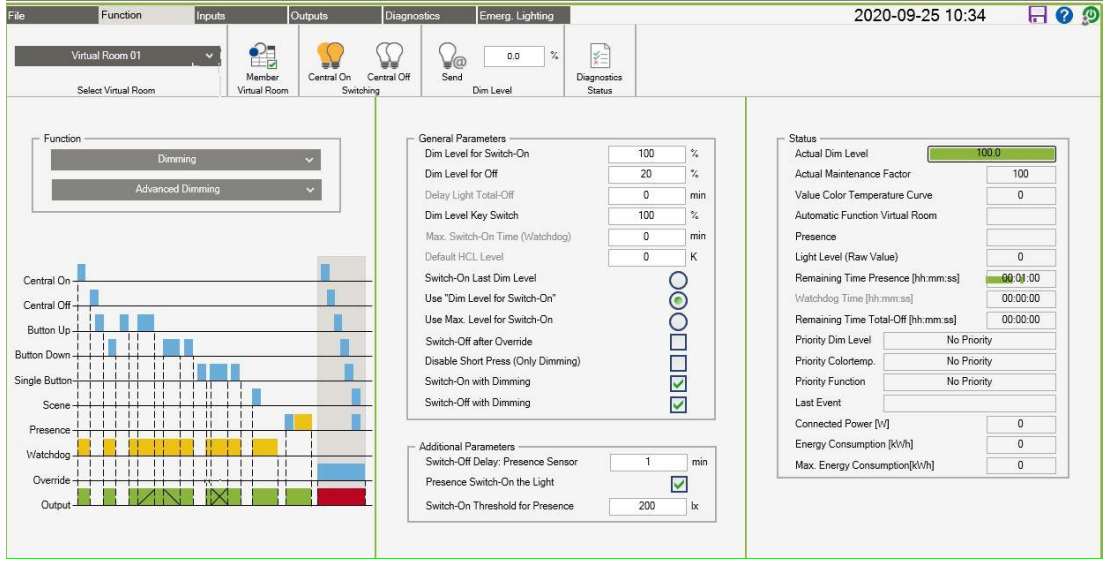 File Function Inputs Outputs Diagnostics Emerg. Lighting 2020-09-25 10:34
Virtual Room 01
Select Virtual Room
Member
Virtual Room
Central On Central Off
Switching
Send
0.0 %
Dim Level
Diagnostics
Status
Function
Dimming
Advanced Dimming
Central On
Central Off
Button Up
Button Down
Single Button
Scene
Presence
Watchdog
Override
Output
General Parameters
Dim Level for Switch-On 100 %
Dim Level for Off 20 %
Delay Light Total-Off 0 min
Dim Level Key Switch 100 %
Max. Switch-On Time (Watchdog) 0 min
Default HCL Level 0 K
Switch-On Last Dim Level
Use "Dim Level for Switch-On"
Use Max. Level for Switch-On
Switch-Off after Override
Disable Short Press (Only Dimming)
Switch-On with Dimming
Switch-Off with Dimming
Additional Parameters
Switch-Off Delay: Presence Sensor 1 min
Presence Switch-On the Light
Switch-On Threshold for Presence 200 lx
Status
Actual Dim Level 100.0
Actual Maintenance Factor 100
Value Color Temperature Curve 0
Automatic Function Virtual Room
Presence
Light Level (Raw Value) 0
Remaining Time Presence [hh:mm:ss] 00:01:00
Watchdog Time [hh:mm:ss] 00:00:00
Remaining Time Total-Off [hh:mm:ss] 00:00:00
Priority Dim Level No Priority
Priority Colortemp. No Priority
Priority Function No Priority
Last Event
Connected Power [W] 0
Energy Consumption [kWh] 0
Max. Energy Consumption[kWh] 0